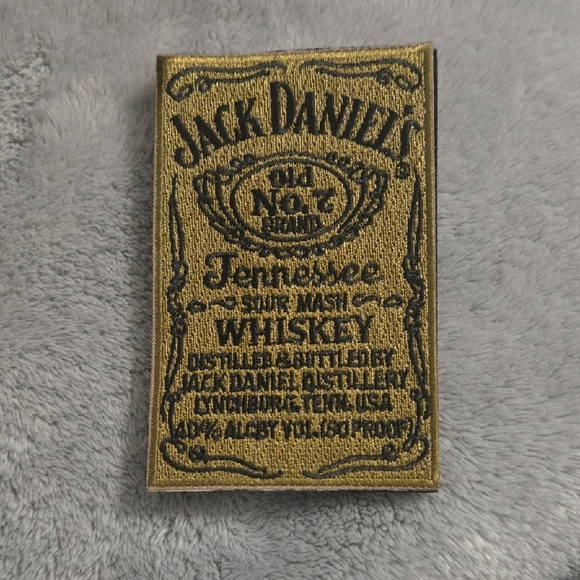 JACK DANIEL'S
Old
No. 7
BRAND
Tennessee
SOUR MASH
WHISKEY
DISTILLED & BOTTLED BY
JACK DANIEL DISTILLERY
LYNCHBURG, TENN. U.S.A
40% ALC BY VOL. (80 PROOF)